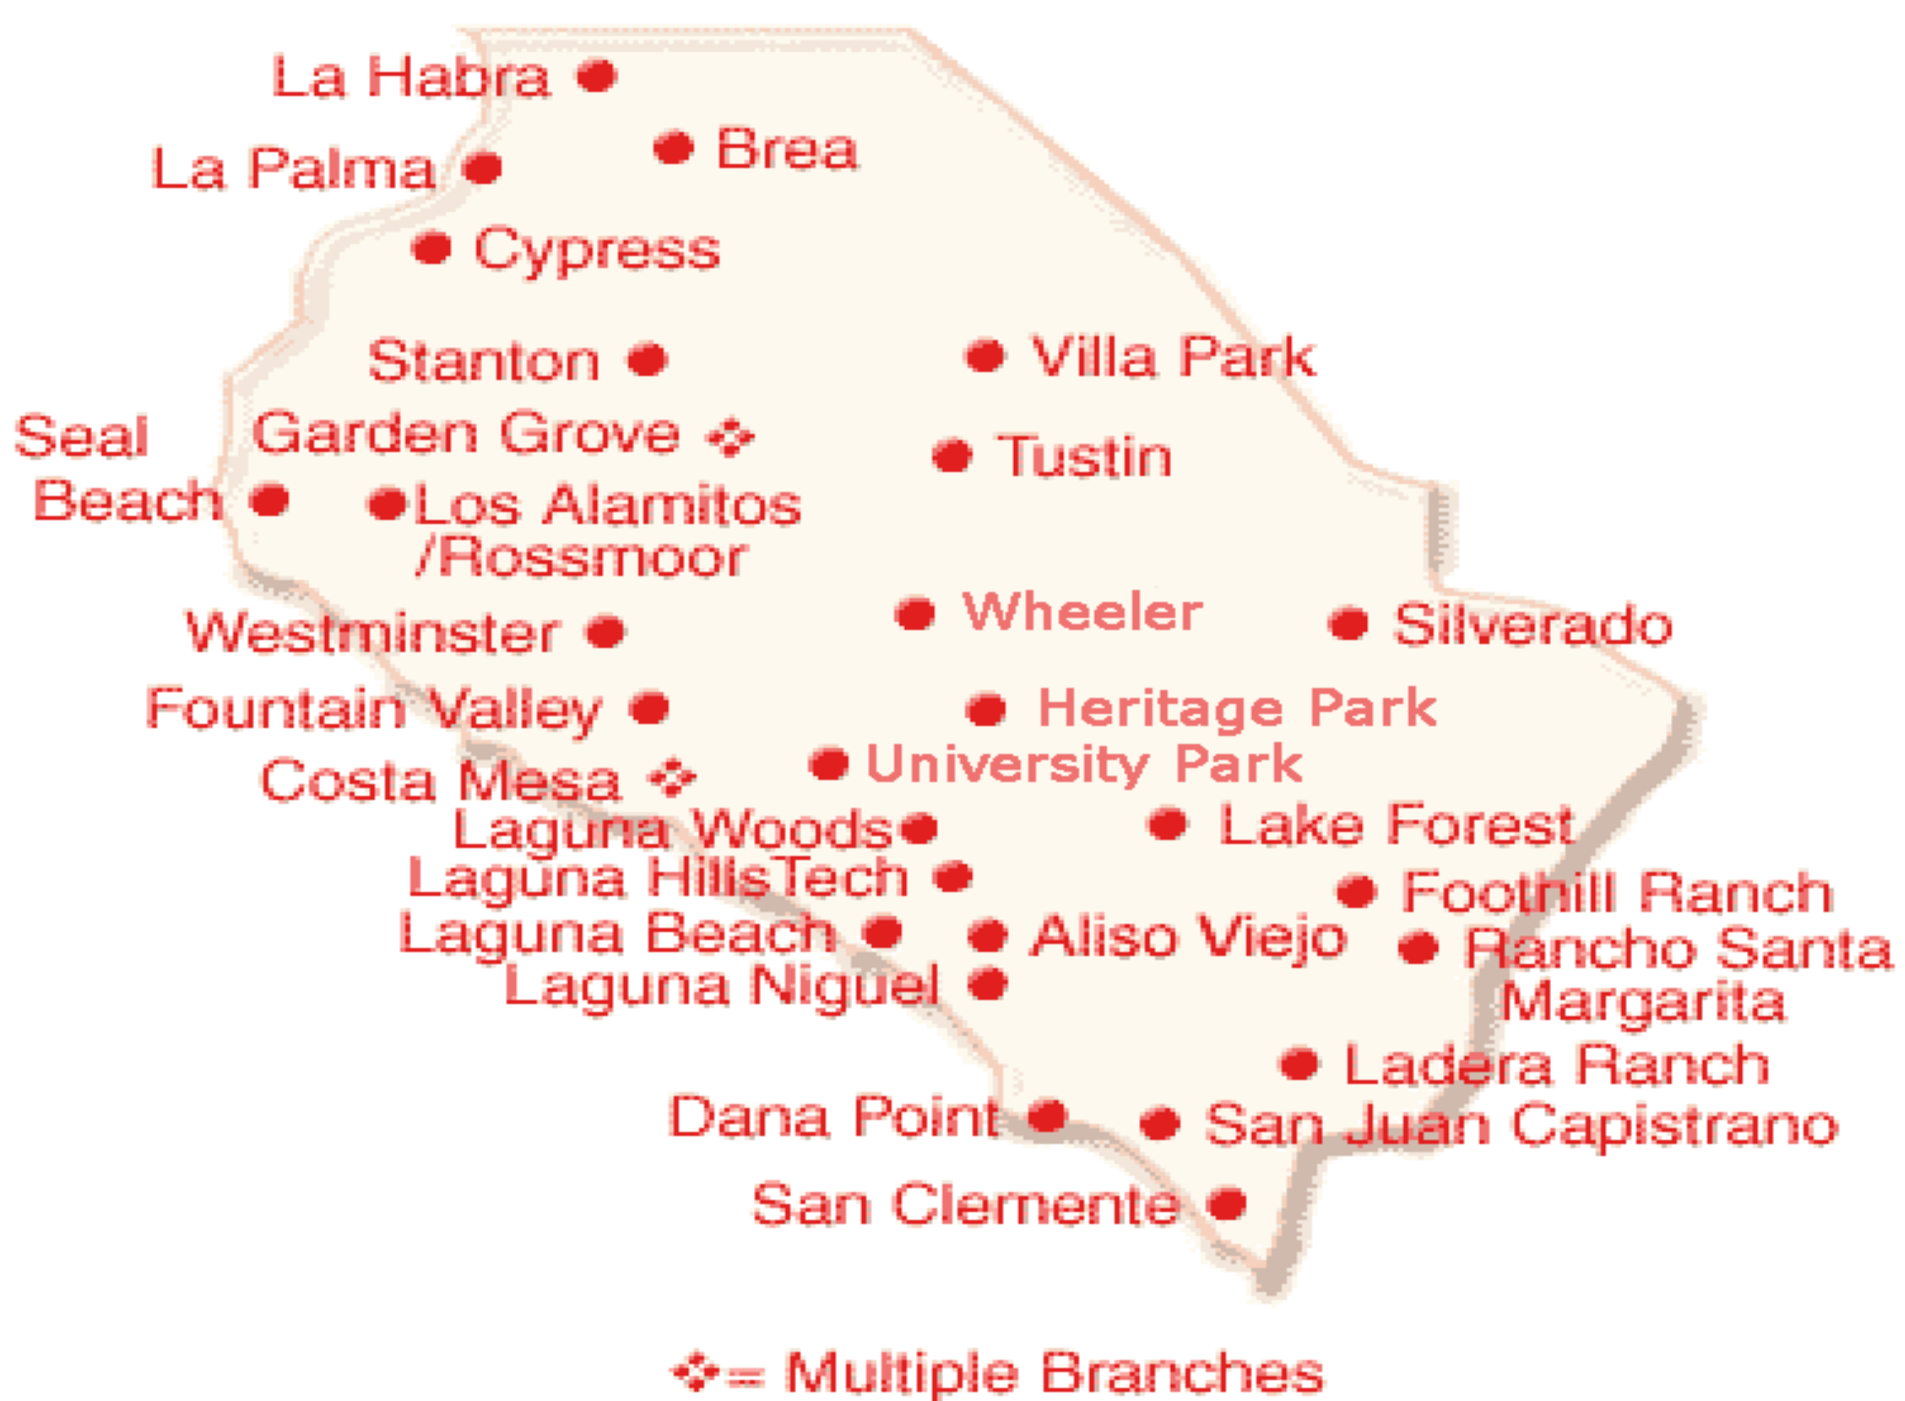 La Habra
Brea
La Palma
Cypress
Stanton
Villa Park
Seal
Beach
Garden Grove
Tustin
Los Alamitos
/Rossmoor
Wheeler
Silverado
Westminster
Fountain Valley
Heritage Park
Costa Mesa
University Park
Laguna Woods
Lake Forest
Laguna HillsTech
Foothill Ranch
Laguna Beach
Aliso Viejo
Rancho Santa
Margarita
Laguna Niguel
Ladera Ranch
Dana Point
San Juan Capistrano
San Clemente
= Multiple Branches